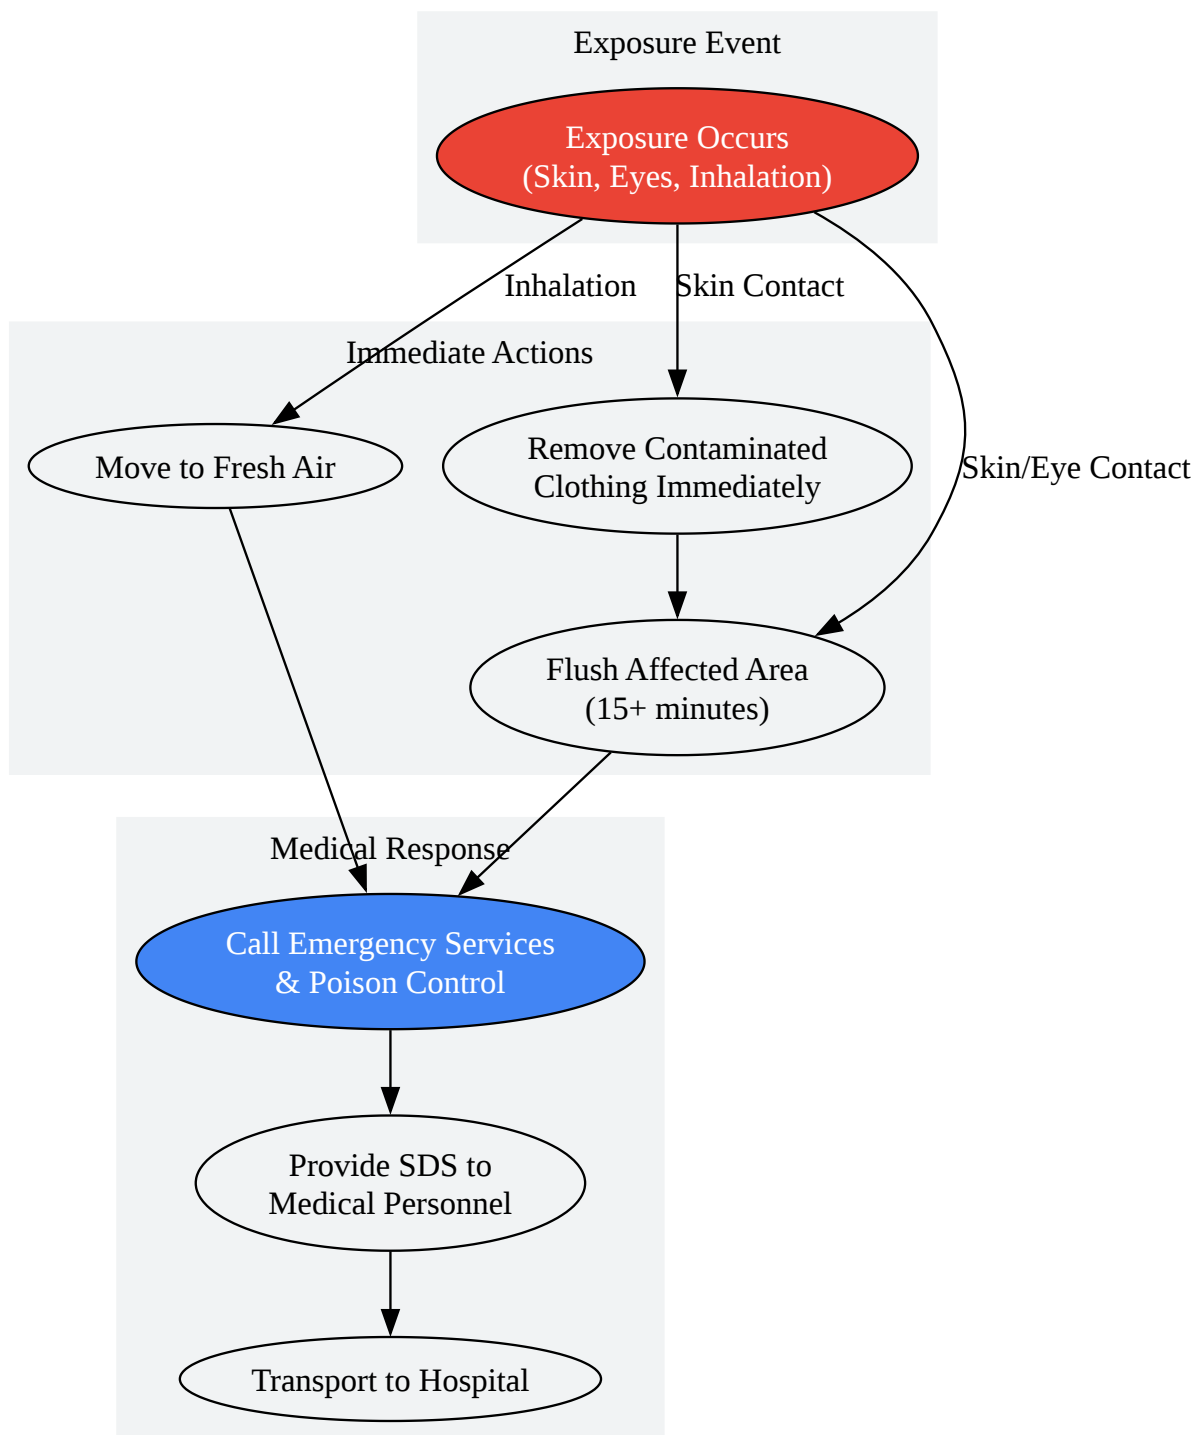 Exposure Event
Exposure Occurs
(Skin, Eyes, Inhalation)
Inhalation
Skin Contact
Immediate Actions
Move to Fresh Air
Remove Contaminated
Clothing Immediately
Skin/Eye Contact
Flush Affected Area
(15+ minutes)
Medical Response
Call Emergency Services
& Poison Control
Provide SDS to
Medical Personnel
Transport to Hospital